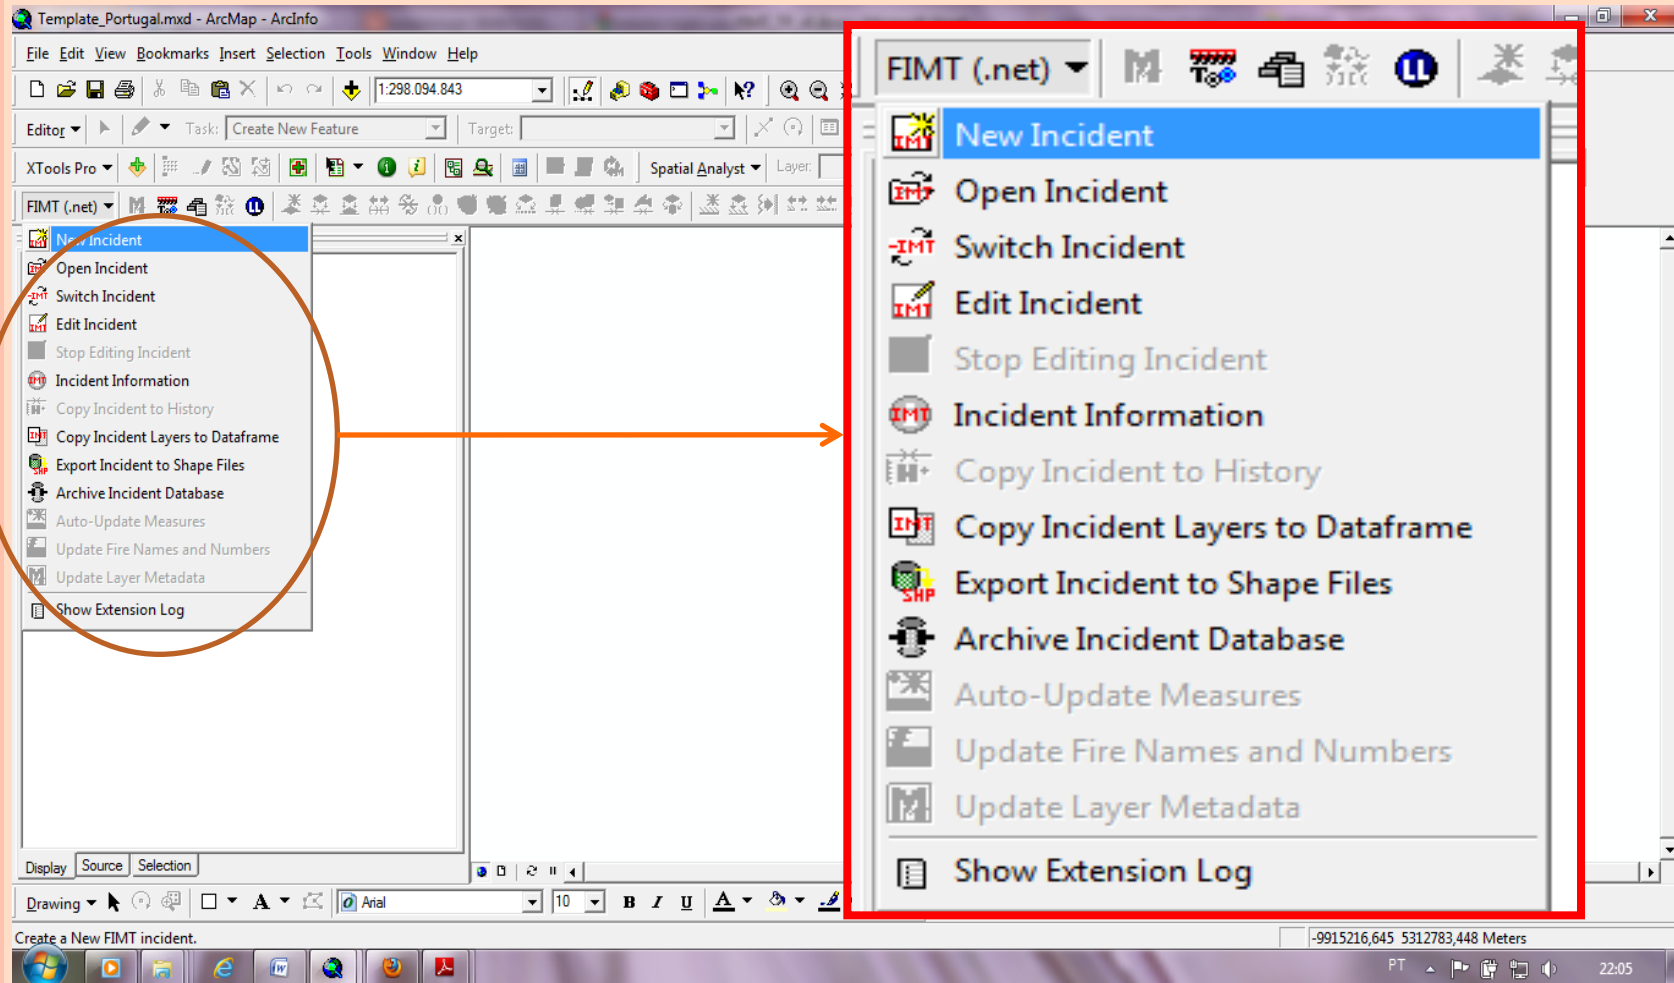 Template_Portugal.mxd - ArcMap - ArcInfo
File Edit View Bookmarks Insert Selection Tools Window Help
1:298.094.843
Editor Task: Create New Feature Target:
XTools Pro Spatial Analyst Layer:
FIMT (.net)
New Incident
Open Incident
Switch Incident
Edit Incident
Stop Editing Incident
Incident Information
Copy Incident to History
Copy Incident Layers to Dataframe
Export Incident to Shape Files
Archive Incident Database
Auto-Update Measures
Update Fire Names and Numbers
Update Layer Metadata
Show Extension Log
Display Source Selection
Drawing A Arial 10 B I U A
Create a New FIMT incident.
FIMT (.net)
New Incident
Open Incident
Switch Incident
Edit Incident
Stop Editing Incident
Incident Information
Copy Incident to History
Copy Incident Layers to Dataframe
Export Incident to Shape Files
Archive Incident Database
Auto-Update Measures
Update Fire Names and Numbers
Update Layer Metadata
Show Extension Log
-9915216,645 5312783,448 Meters
PT 22:05